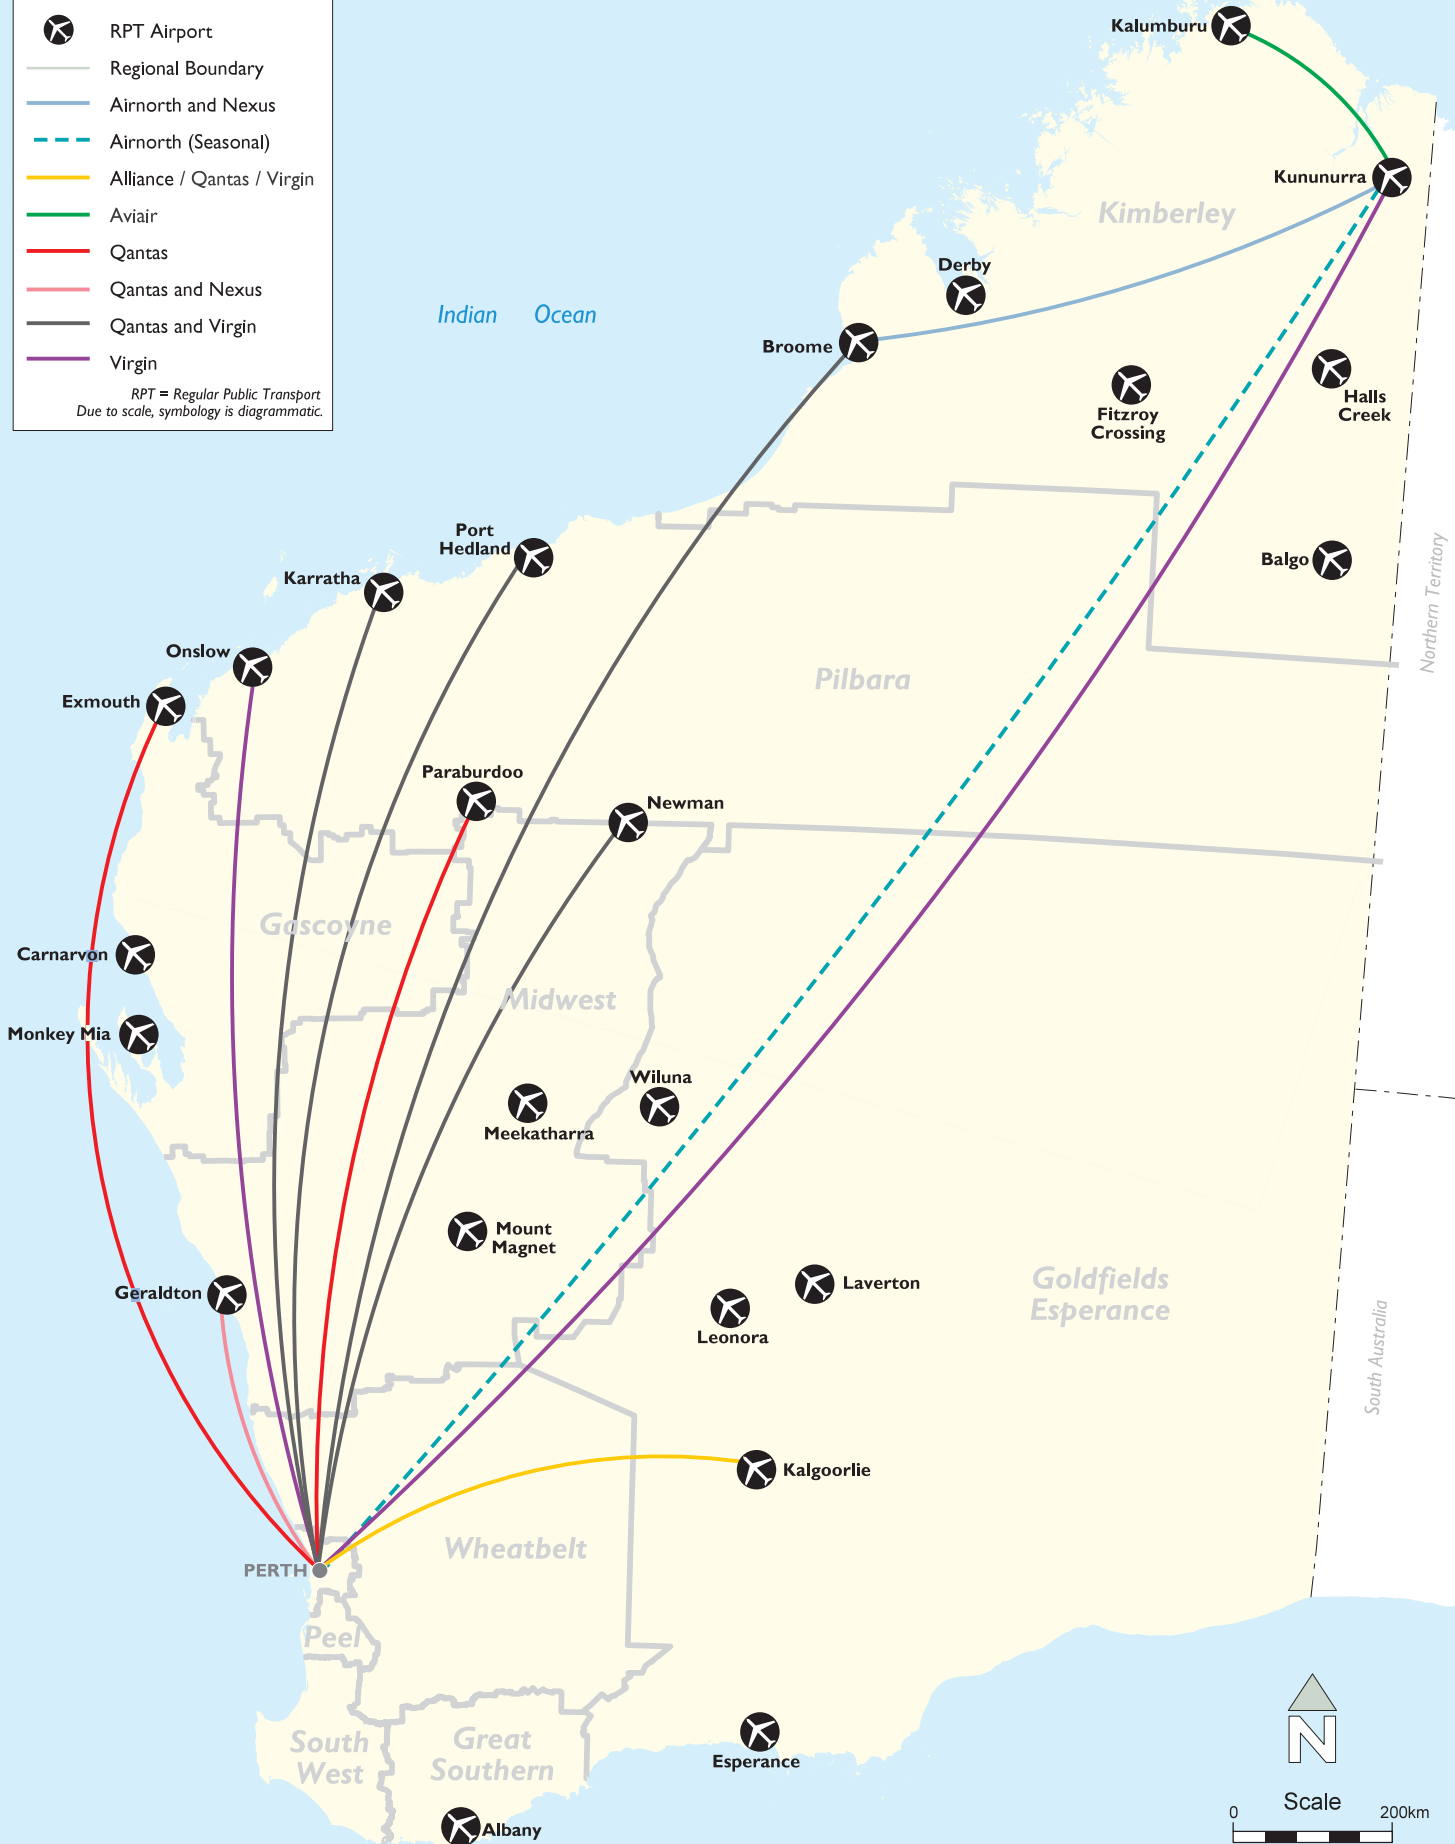 RPT Airport
Regional Boundary
Airnorth and Nexus
Airnorth (Seasonal)
Alliance / Qantas / Virgin
Aviair
Qantas
Qantas and Nexus
Qantas and Virgin
Virgin
RPT = Regular Public Transport
Due to scale, symbology is diagrammatic.
Kalumburu
Kununurra
Kimberley
Derby
Indian Ocean
Broome
Halls
Creek
Fitzroy
Crossing
Port
Hedland
Balgo
Northern Territory
Karratha
Onslow
Pilbara
Exmouth
Paraburdoo
Newman
Gascoyne
Carnarvon
Midwest
Monkey Mia
Wiluna
Meekatharra
Mount
Magnet
Goldfields
Esperance
Laverton
Geraldton
Leonora
South Australia
Kalgoorlie
Wheatbelt
PERTH
Peel
South
West
Great
Southern
Esperance
Albany
N
Scale
0 200km